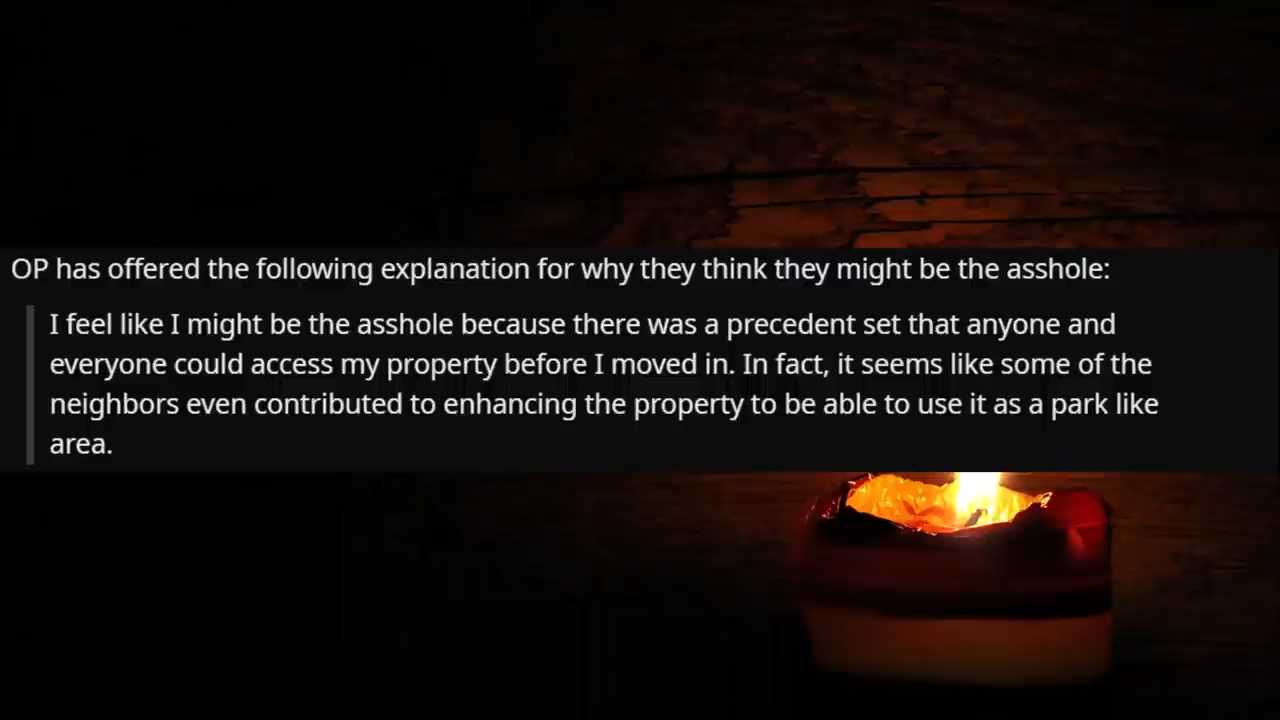 OP has offered the following explanation for why they think they might be the asshole:
I feel like I might be the asshole because there was a precedent set that anyone and
everyone could access my property before I moved in. In fact, it seems like some of the
neighbors even contributed to enhancing the property to be able to use it as a park like
area.